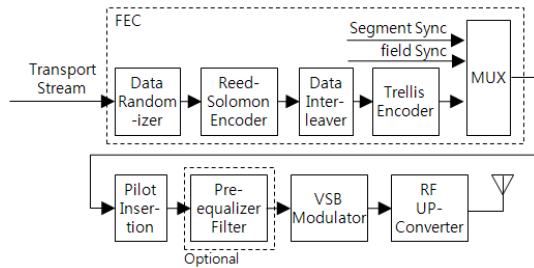 FEC
Segment Sync
field Sync
MUX
Transport
Stream
Data
Random
-izer
Reed-
Solomon
Encoder
Data
Inter-
leaver
Trellis
Encoder
Pilot
Inser-
tion
Pre-
equalizer
Filter
Optional
VSB
Modulator
RF
UP-
Converter